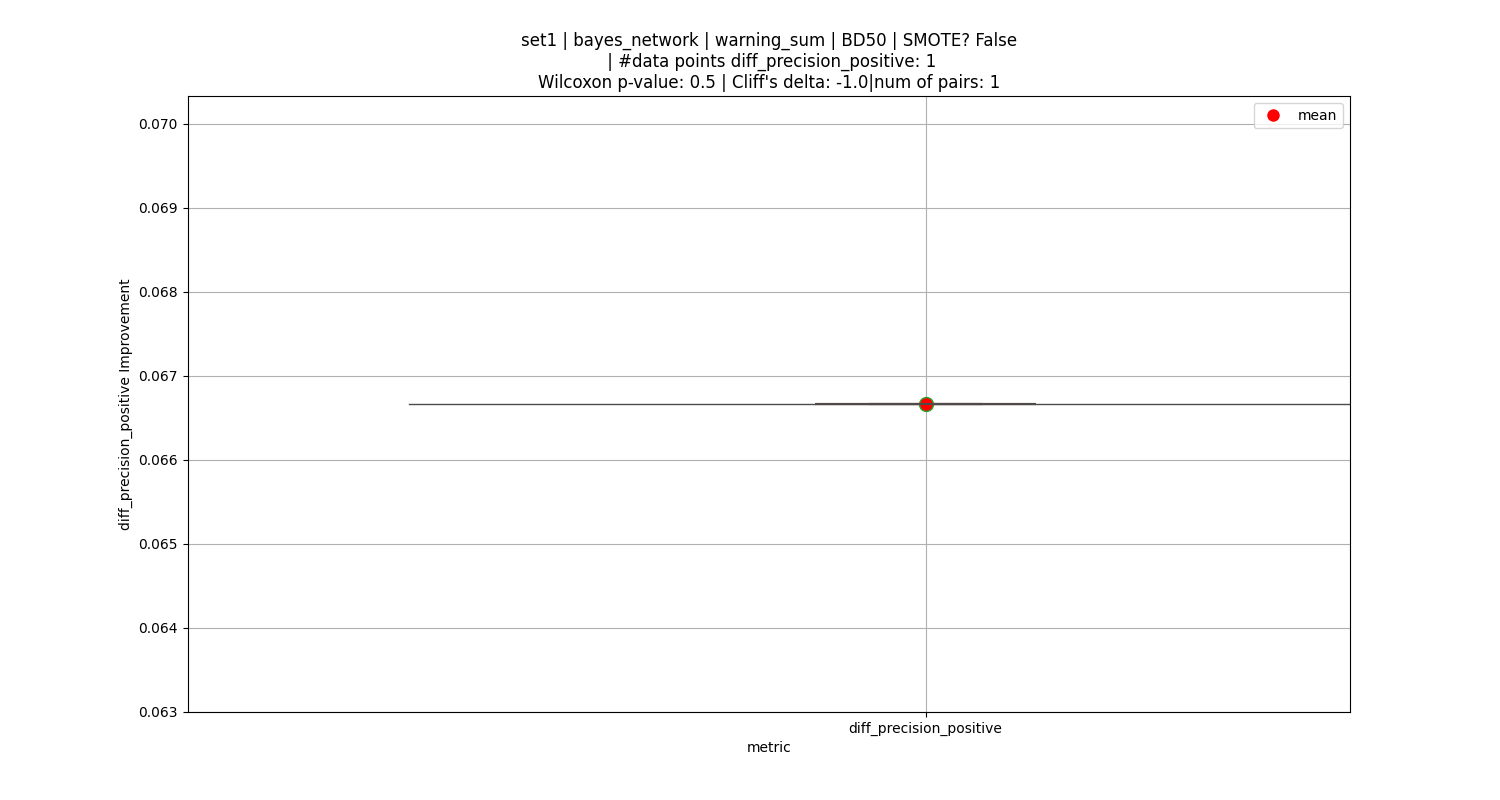 set1 | bayes_network | warning_sum | BD50 | SMOTE? False
| #data points diff_precision_positive: 1
Wilcoxon p-value: 0.5 | Cliff's delta: -1.0|num of pairs: 1
mean
0.070
0.069
0.068
0.067
0.066
0.065
0.064
0.063
diff_precision_positive Improvement
diff_precision_positive
metric